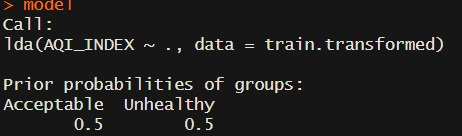 > model
Call:
lda(AQI_INDEX ~ ., data = train.transformed)
Prior probabilities of groups:
Acceptable  Unhealthy
       0.5        0.5